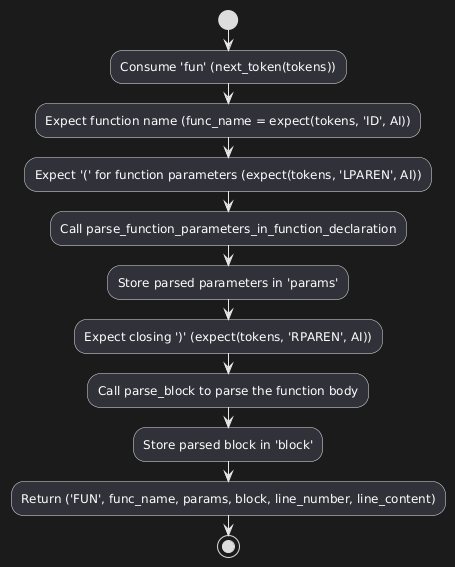 Consume 'fun' (next_token(tokens))
Expect function name (func_name = expect(tokens, 'ID', AI))
Expect '(' for function parameters (expect(tokens, 'LPAREN', AI))
Call parse_function_parameters_in_function_declaration
Store parsed parameters in 'params'
Expect closing ')' (expect(tokens, 'RPAREN', AI))
Call parse_block to parse the function body
Store parsed block in 'block'
Return ('FUN', func_name, params, block, line_number, line_content)